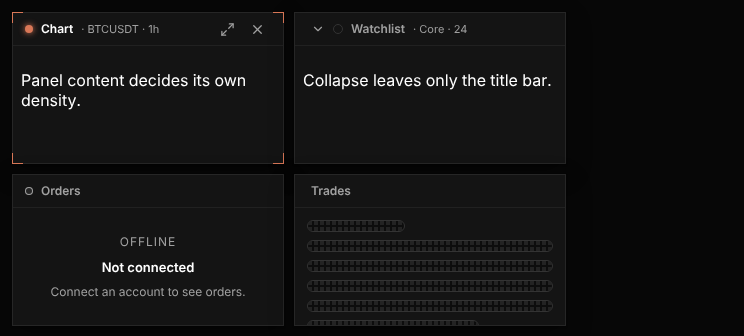 Chart · BTCUSDT · 1h
Panel content decides its own
density.
Watchlist · Core · 24
Collapse leaves only the title bar.
Orders
OFFLINE
Not connected
Connect an account to see orders.
Trades